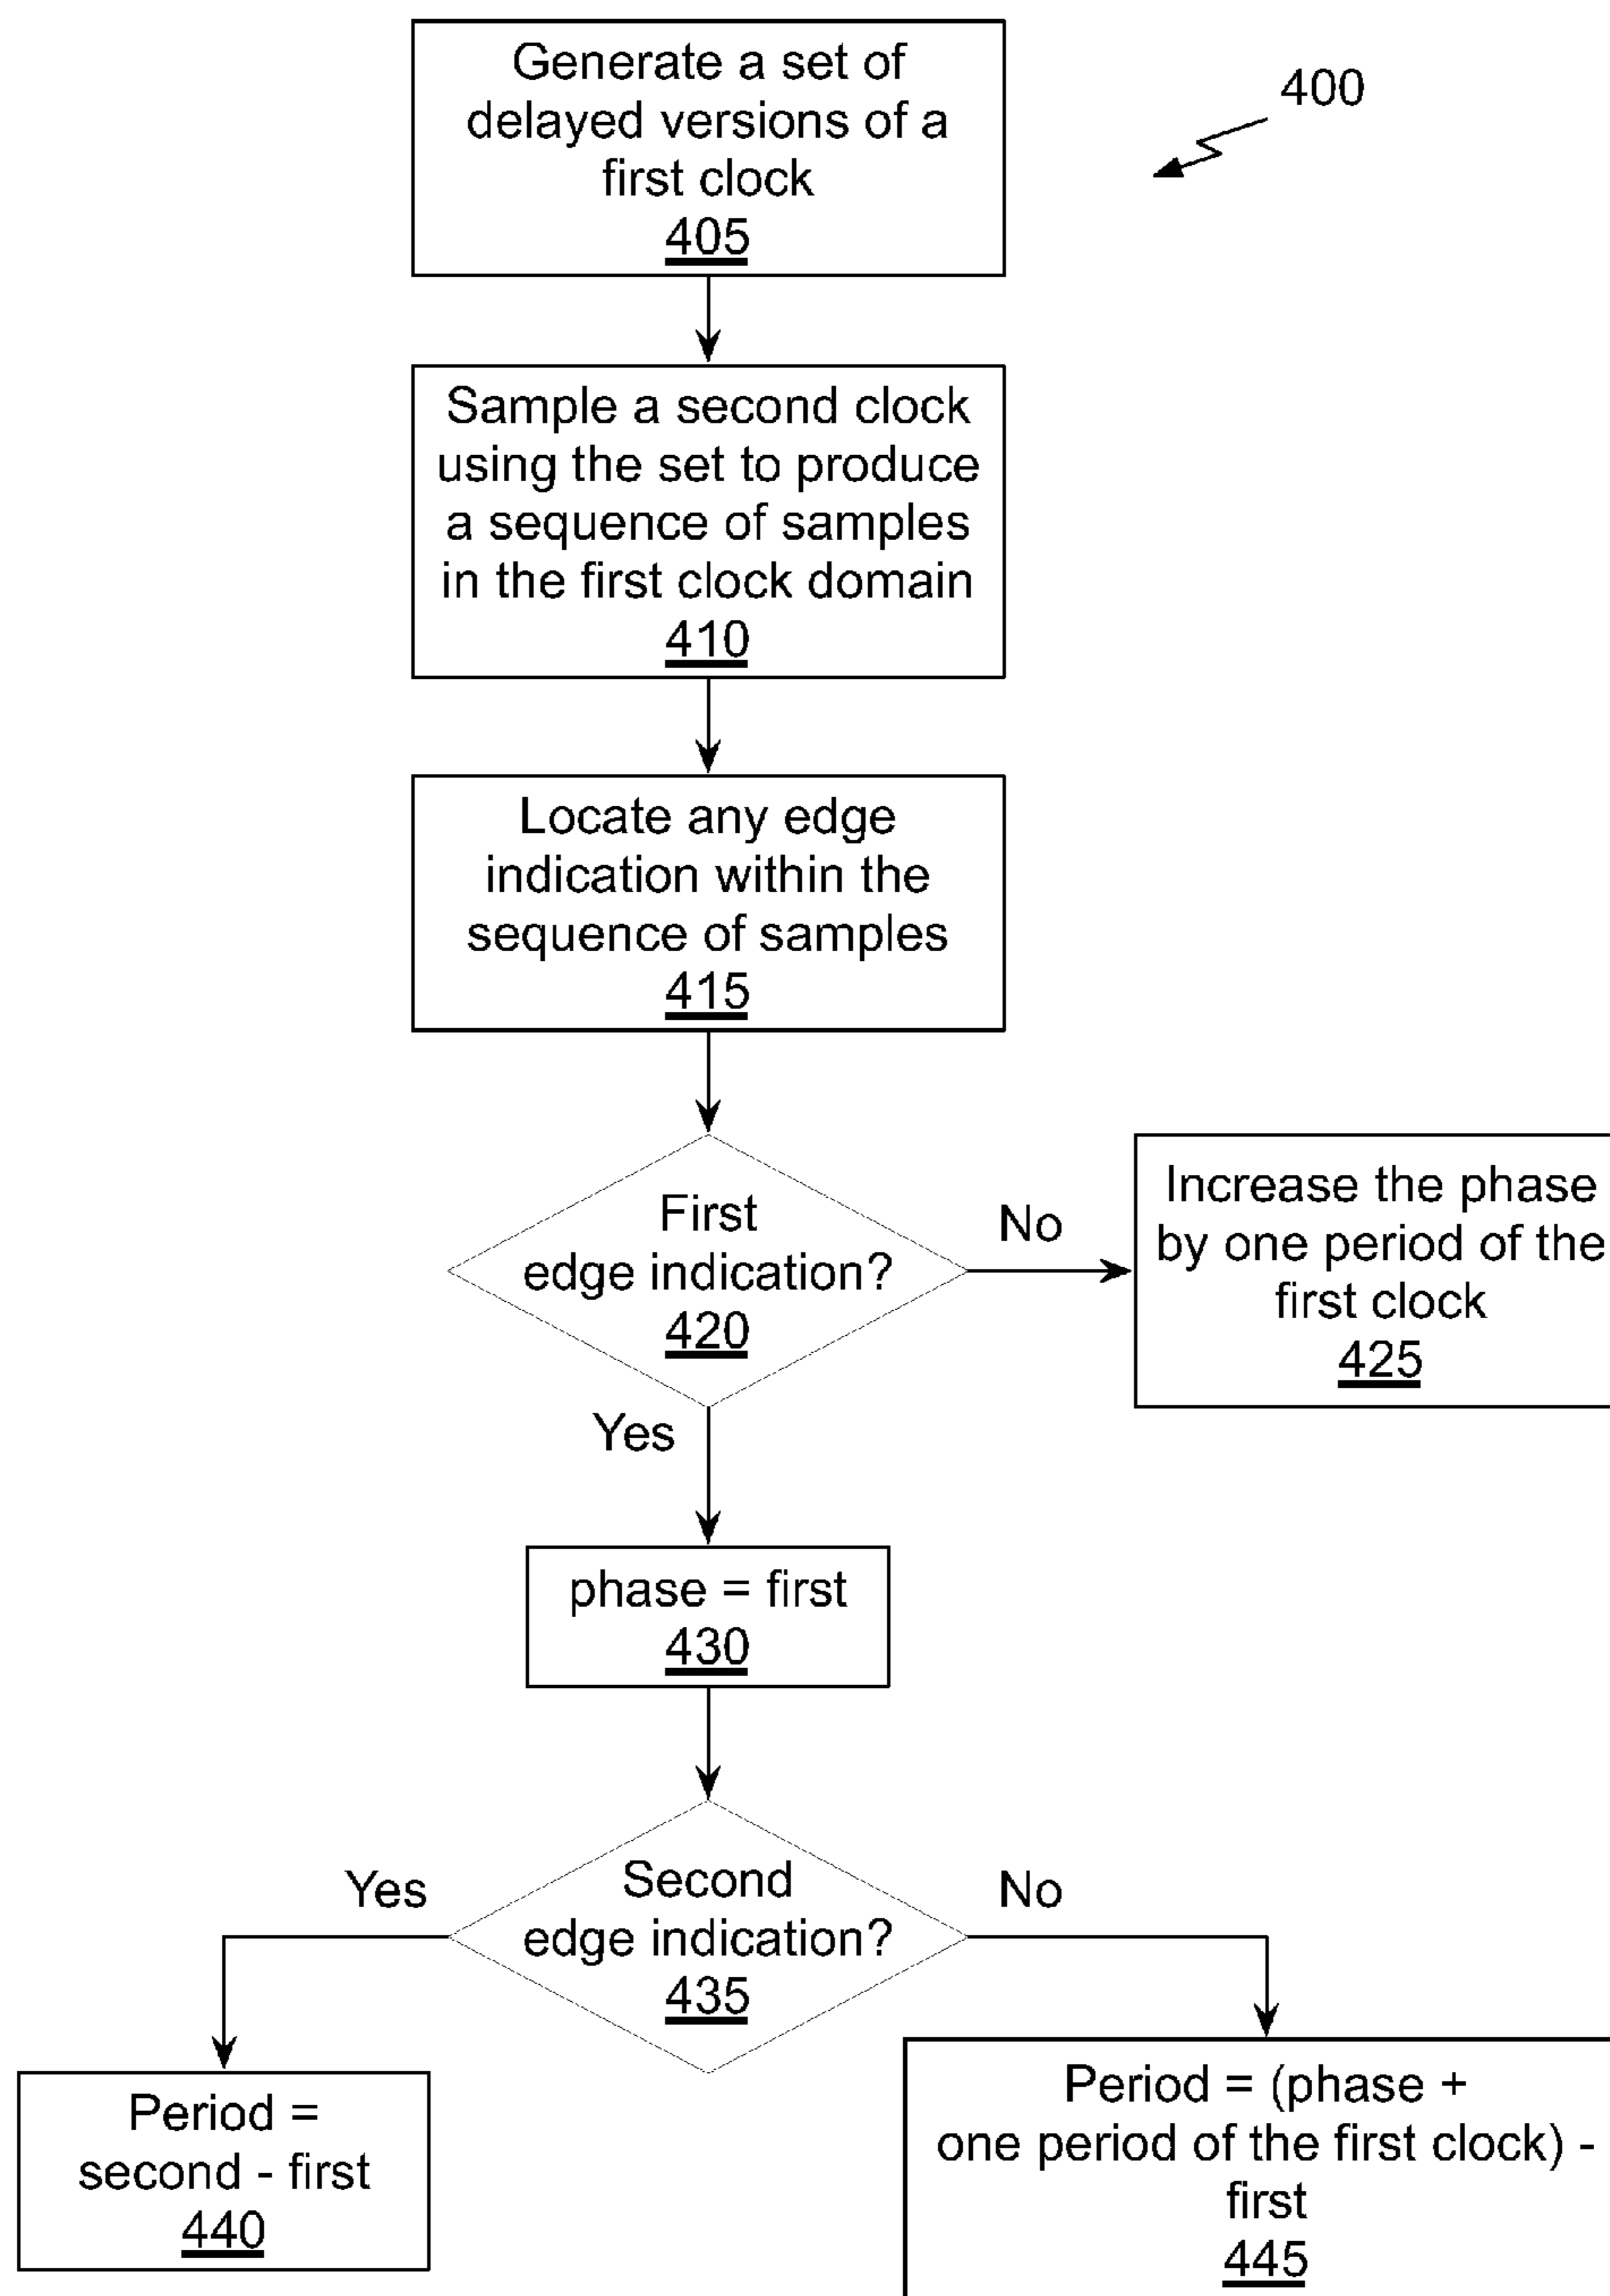 Generate a set of
delayed versions of a
first clock
405
400
Sample a second clock
using the set to produce
a sequence of samples
in the first clock domain
410
Locate any edge
indication within the
sequence of samples
415
First
edge indication?
420
No
Increase the phase
by one period of the
first clock
425
Yes
phase = first
430
Second
edge indication?
435
Yes
No
Period =
second - first
440
Period = (phase +
one period of the first clock) -
first
445